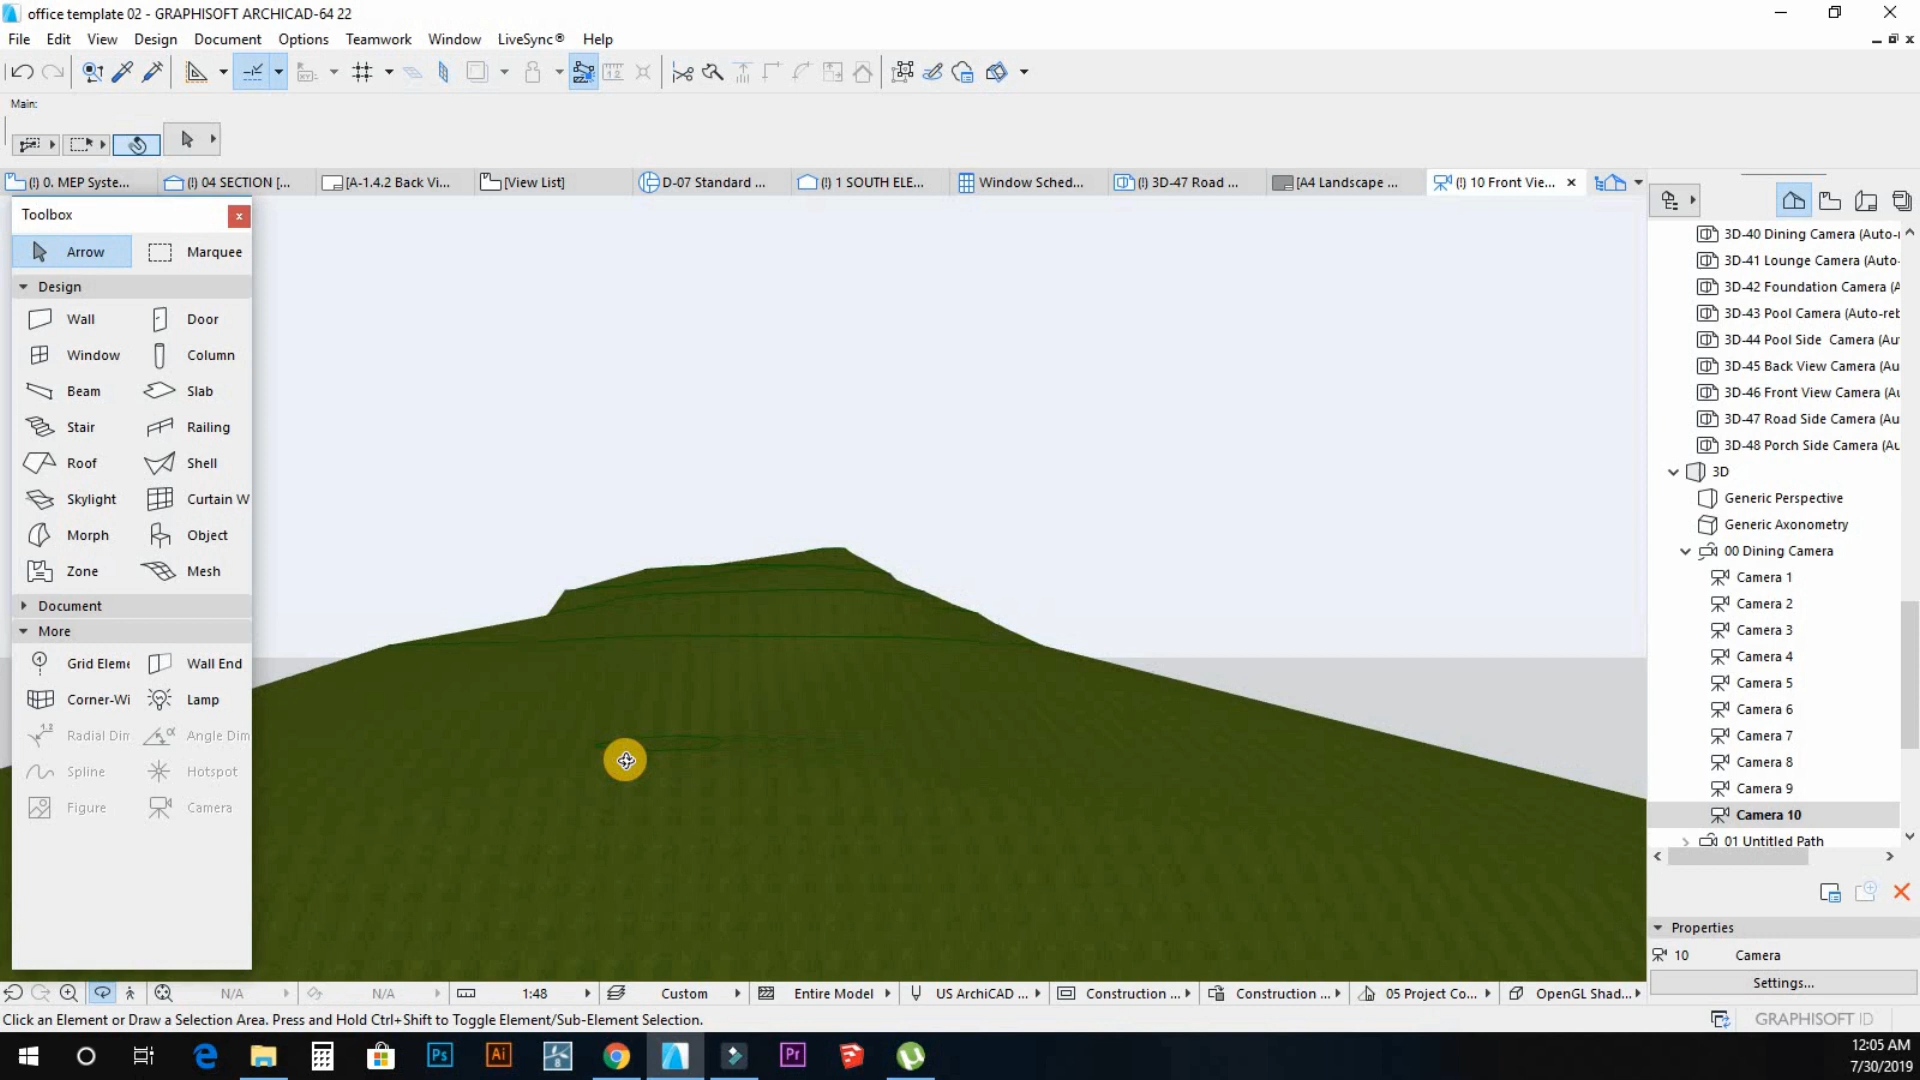 office template 02 - GRAPHISOFT ARCHICAD-64 22
File Edit View Design Document Options Teamwork Window LiveSync® Help
Main:
(!) 0. MEP Syste... (!) 04 SECTION [... [A-1.4.2 Back Vi... [View List] D-07 Standard ... (!) 1 SOUTH ELE... Window Sched... (!) 3D-47 Road ... [A4 Landscape ... (!) 10 Front Vie...
Toolbox
Arrow Marquee
Design
Wall Door
Window Column
Beam Slab
Stair Railing
Roof Shell
Skylight Curtain W
Morph Object
Zone Mesh
Document
More
Grid Eleme Wall End
Corner-Wi Lamp
Radial Dim Angle Dim
Spline Hotspot
Figure Camera
3D-40 Dining Camera (Auto-r
3D-41 Lounge Camera (Auto-
3D-42 Foundation Camera (A
3D-43 Pool Camera (Auto-reb
3D-44 Pool Side Camera (Au
3D-45 Back View Camera (Au
3D-46 Front View Camera (Au
3D-47 Road Side Camera (Au
3D-48 Porch Side Camera (Au
3D
Generic Perspective
Generic Axonometry
00 Dining Camera
Camera 1
Camera 2
Camera 3
Camera 4
Camera 5
Camera 6
Camera 7
Camera 8
Camera 9
Camera 10
01 Untitled Path
Properties
10 Camera
Settings...
N/A N/A 1:48 Custom Entire Model US ArchiCAD ... Construction ... Construction ... 05 Project Co... OpenGL Shad...
Click an Element or Draw a Selection Area. Press and Hold Ctrl+Shift to Toggle Element/Sub-Element Selection.
GRAPHISOFT ID
Ps Ai Pr
12:05 AM
7/30/2019